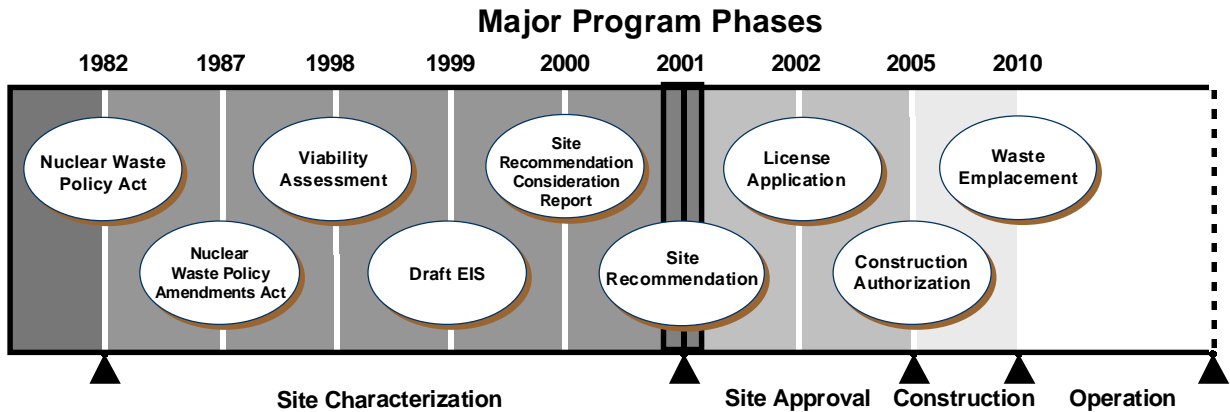 Major Program Phases
1982 1987 1998 1999 2000 2001 2002 2005 2010
Nuclear Waste
Policy Act
Nuclear
Waste Policy
Amendments Act
Viability
Assessment
Draft EIS
Site
Recommendation
Consideration
Report
Site
Recommendation
License
Application
Construction
Authorization
Waste
Emplacement
Site Characterization Site Approval Construction Operation